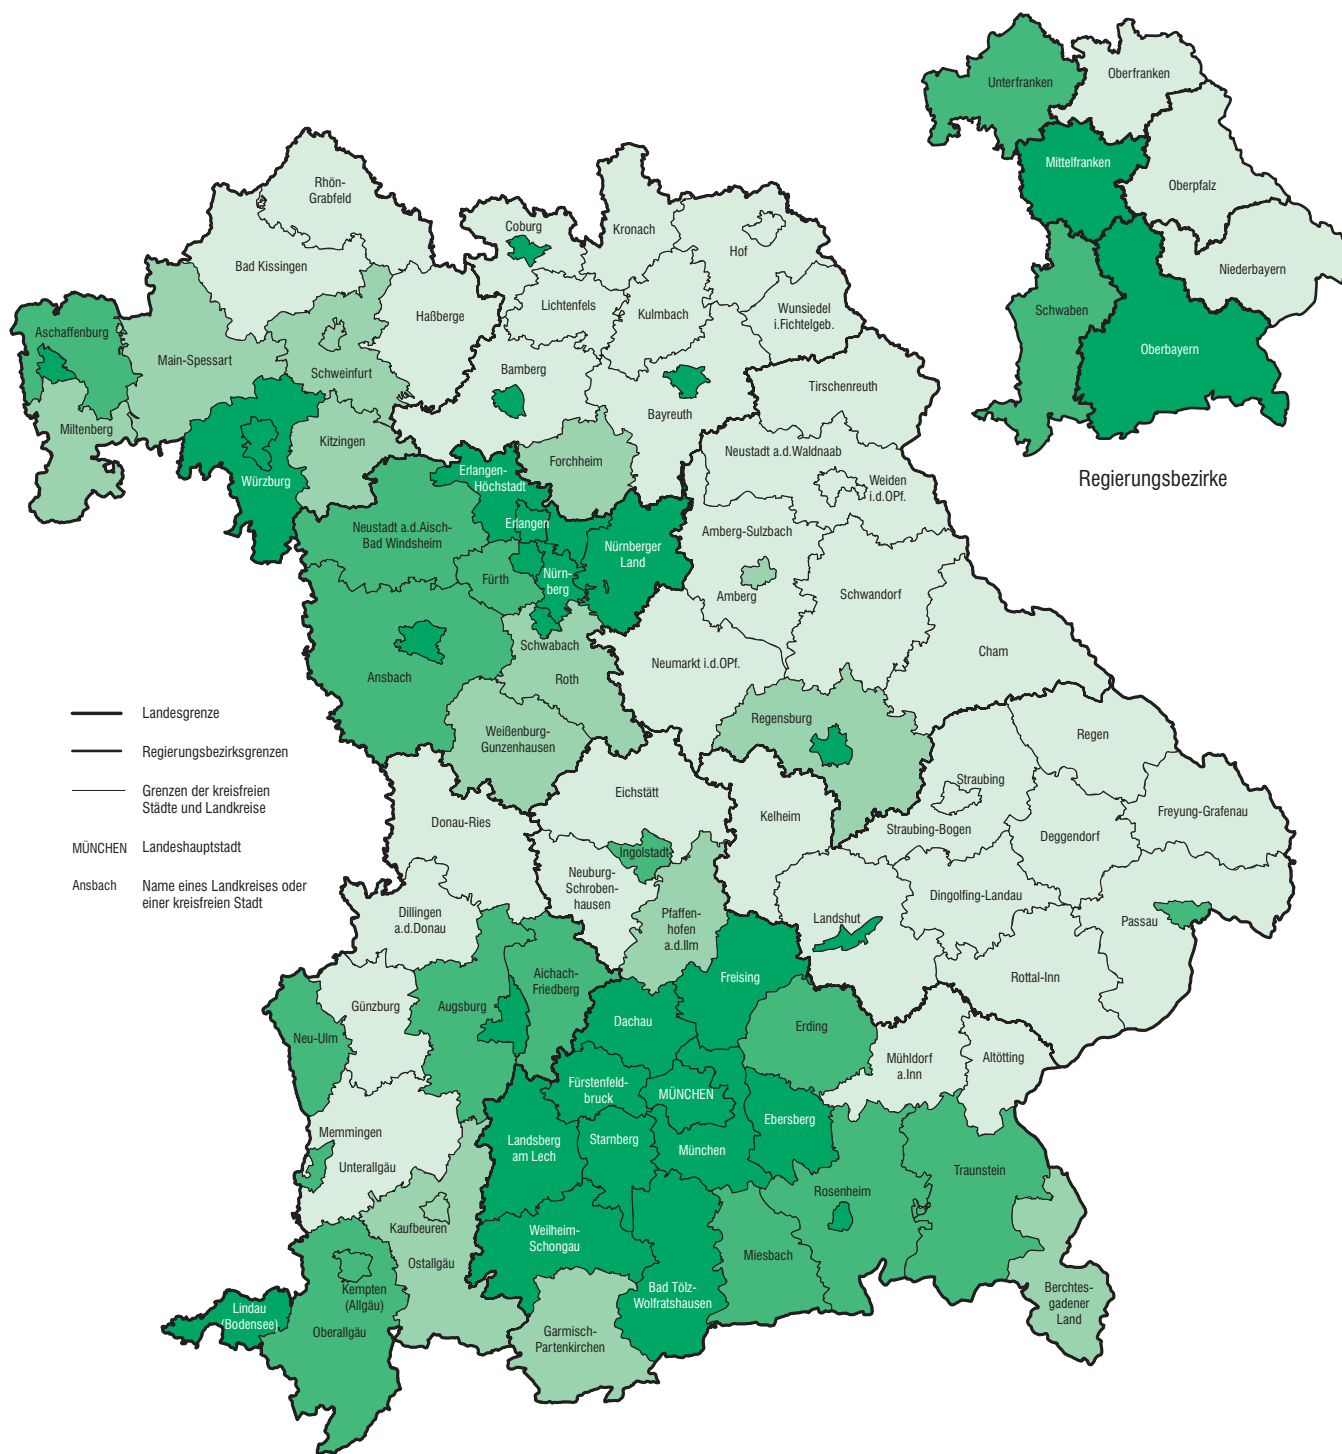 Unterfranken
Oberfranken
Mittelfranken
Oberpfalz
Niederbayern
Schwaben
Oberbayern
Regierungsbezirke
Rhön-
Grabfeld
Coburg
Kronach
Hof
Bad Kissingen
Lichtenfels
Kulmbach
Wunsiedel
i.Fichtelgeb.
Haßberge
Aschaffenburg
Main-Spessart
Schweinfurt
Bamberg
Bayreuth
Tirschenreuth
Miltenberg
Kitzingen
Würzburg
Forchheim
Erlangen-
Höchstadt
Neustadt a.d.Waldnaab
Weiden
i.d.OPf.
Neustadt a.d.Aisch-
Bad Windsheim
Erlangen
Nürnberger
Land
Amberg-Sulzbach
Fürth
Nürn-
berg
Amberg
Schwandorf
Schwabach
Neumarkt i.d.OPf.
Cham
Ansbach
Roth
Weißenburg-
Gunzenhausen
Regensburg
Regen
Landesgrenze
Regierungsbezirksgrenzen
Grenzen der kreisfreien
Städte und Landkreise
MÜNCHEN Landeshauptstadt
Ansbach Name eines Landkreises oder
einer kreisfreien Stadt
Straubing
Eichstätt
Kelheim
Freyung-Grafenau
Donau-Ries
Straubing-Bogen
Deggendorf
Ingolstadt
Neuburg-
Schroben-
hausen
Dingolfing-Landau
Dillingen
a.d.Donau
Pfaffen-
hofen
a.d.Ilm
Landshut
Passau
Freising
Rottal-Inn
Aichach-
Friedberg
Günzburg
Augsburg
Dachau
Erding
Neu-Ulm
Mühldorf
a.Inn
Altötting
Fürstenfeld-
bruck
MÜNCHEN
Ebersberg
Memmingen
Landsberg
am Lech
Starnberg
München
Unterallgäu
Traunstein
Rosenheim
Kaufbeuren
Weilheim-
Schongau
Miesbach
Ostallgäu
Kempten
(Allgäu)
Bad Tölz-
Wolfratshausen
Berchtes-
gadener
Land
Lindau
(Bodensee)
Oberallgäu
Garmisch-
Partenkirchen